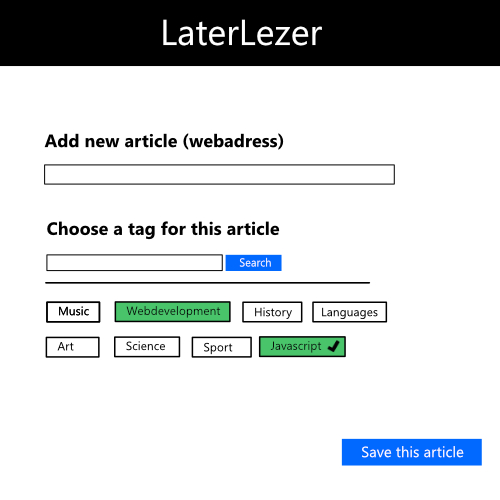 LaterLezer
Add new article (webadress)
Choose a tag for this article
Search
Music Webdevelopment History Languages
Art Science Sport Javascript
Save this article